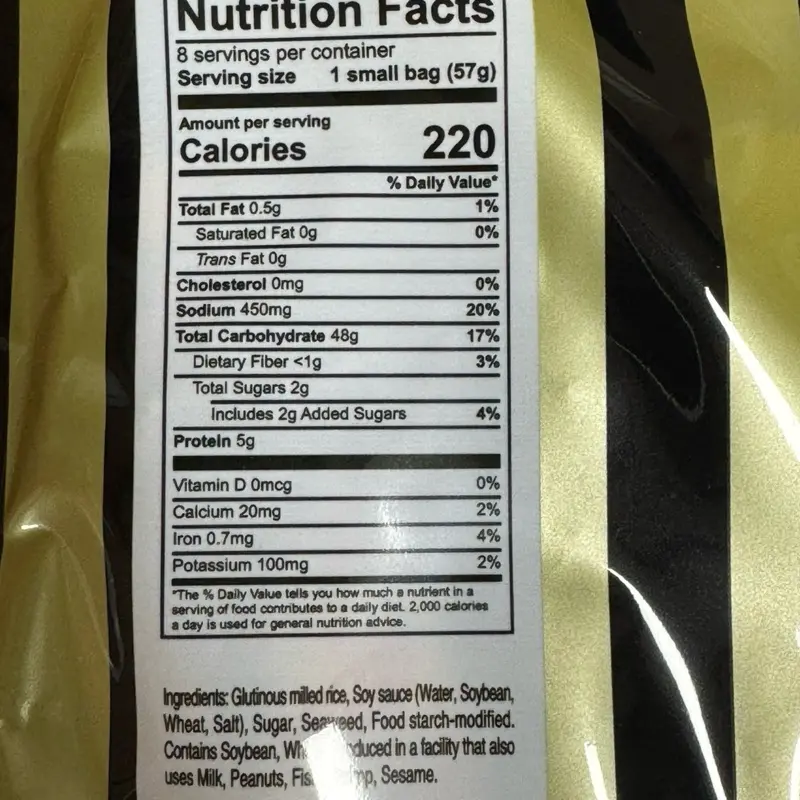 Nutrition Facts
8 servings per container
Serving size 1 small bag (57g)
Amount per serving
Calories 220
% Daily Value*
Total Fat 0.5g 1%
Saturated Fat 0g 0%
Trans Fat 0g
Cholesterol 0mg 0%
Sodium 450mg 20%
Total Carbohydrate 48g 17%
Dietary Fiber <1g 3%
Total Sugars 2g
Includes 2g Added Sugars 4%
Protein 5g
Vitamin D 0mcg 0%
Calcium 20mg 2%
Iron 0.7mg 4%
Potassium 100mg 2%
*The % Daily Value tells you how much a nutrient in a
serving of food contributes to a daily diet. 2,000 calories
a day is used for general nutrition advice.
Ingredients: Glutinous milled rice, Soy sauce (Water, Soybean,
Wheat, Salt), Sugar, Seaweed, Food starch-modified.
Contains Soybean, in a facility that also
uses Milk, Peanuts, Sesame.